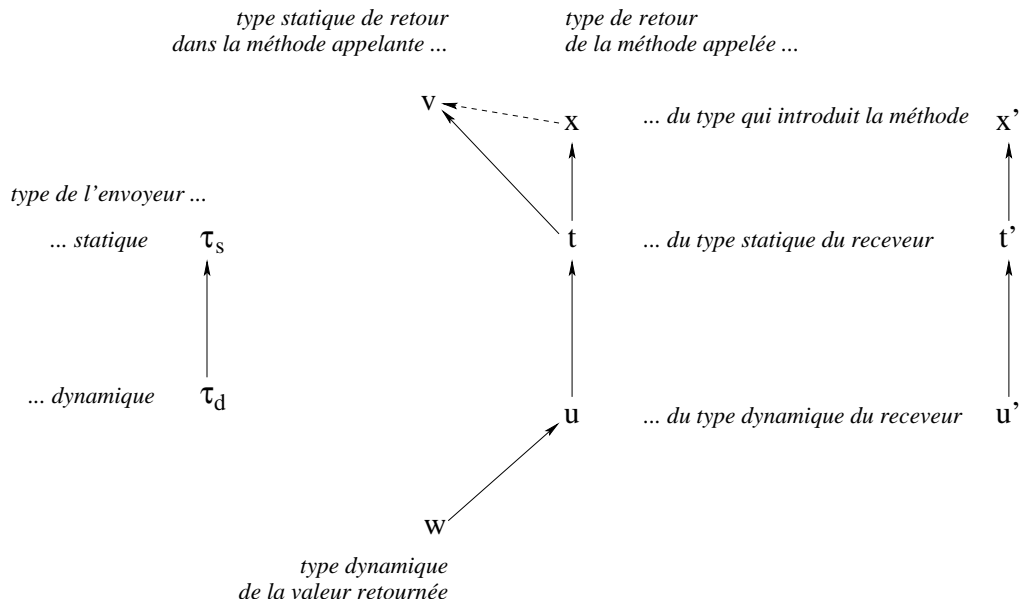 type statique de retour
dans la méthode appelante ...
type de retour
de la méthode appelée ...
v
x
... du type qui introduit la méthode
x'
type de l'envoyeur ...
... statique
τs
t
... du type statique du receveur
t'
... dynamique
τd
u
... du type dynamique du receveur
u'
w
type dynamique
de la valeur retournée